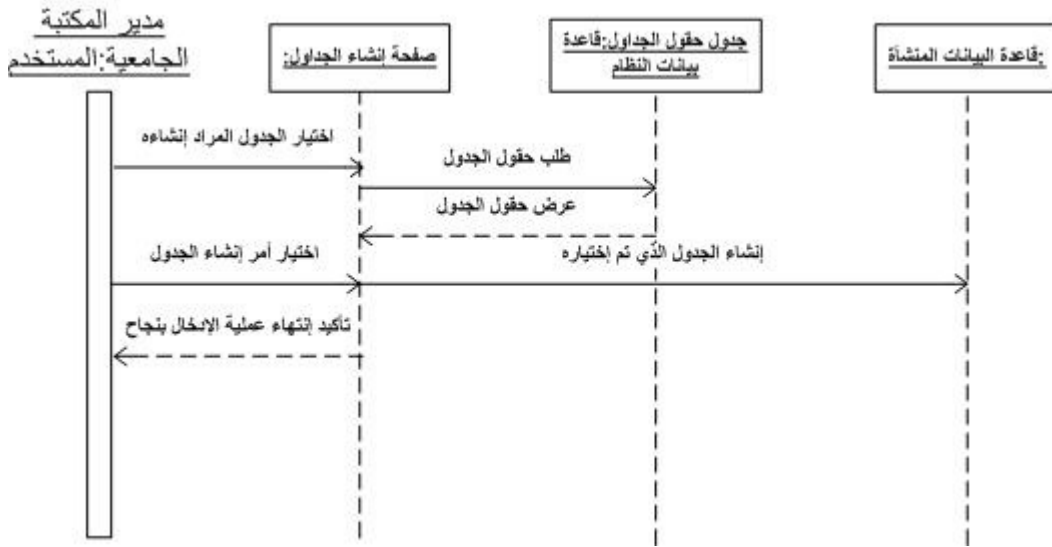 مدير المكتبة
الجامعية:المستخدم
صفحة إنشاء الجداول:
جدول حقول الجداول:قاعدة
بيانات النظام
:قاعدة البيانات المنشأة
اختيار الجدول المراد إنشاءه
طلب حقول الجدول
عرض حقول الجدول
اختيار أمر إنشاء الجدول
إنشاء الجدول الذي تم إختياره
تأكيد إنتهاء عملية الإدخال بنجاح